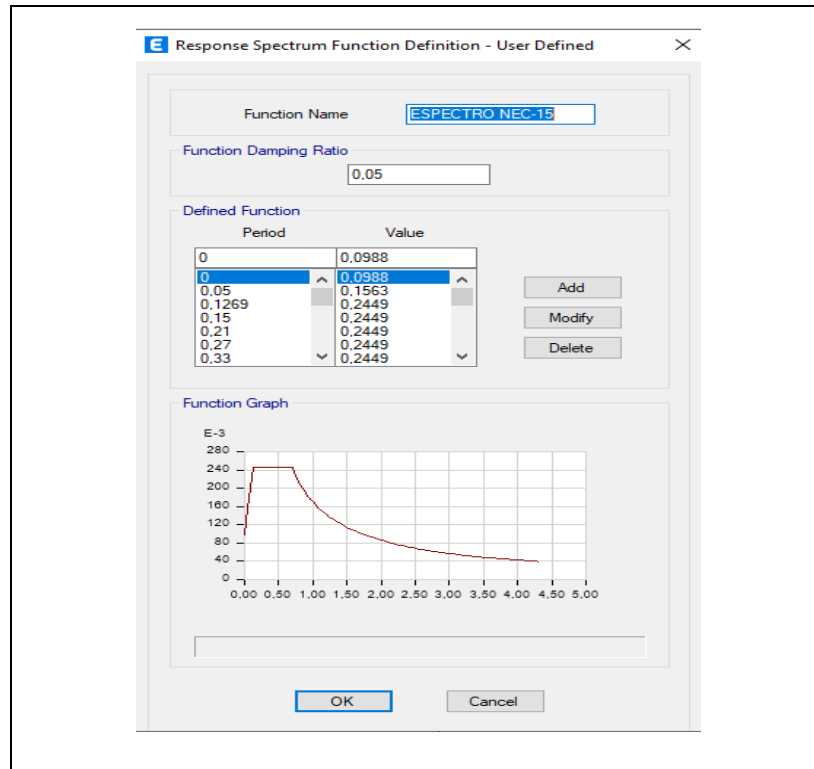 E Response Spectrum Function Definition - User Defined
Function Name ESPECTRO NEC-15
Function Damping Ratio
0,05
Defined Function
Period Value
0 0,0988
0 0,0988
0,05 0,1563
0,1269 0,2449
0,15 0,2449
0,21 0,2449
0,27 0,2449
0,33 0,2449
Add
Modify
Delete
Function Graph
E-3
280
240
200
160
120
80
40
0
0,00 0,50 1,00 1,50 2,00 2,50 3,00 3,50 4,00 4,50 5,00
OK Cancel